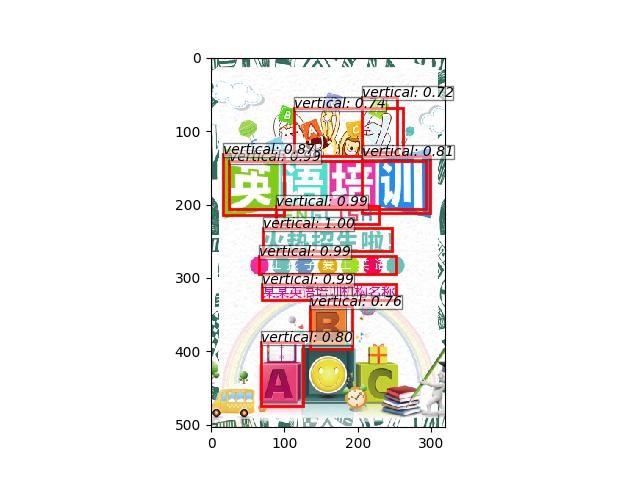 0
vertical: 0.72
vertical: 0.74
B
A C
100
vertical: 0.87
vertical: 0.81
vertical: 0.99
英语培训
200
vertical: 0.99
ENGLISH
vertical: 1.00
火热招生啦!
vertical: 0.99
300
vertical: 0.99
某某英语培训机构名称
vertical: 0.76
B
400
vertical: 0.80
A C
500
0 100 200 300